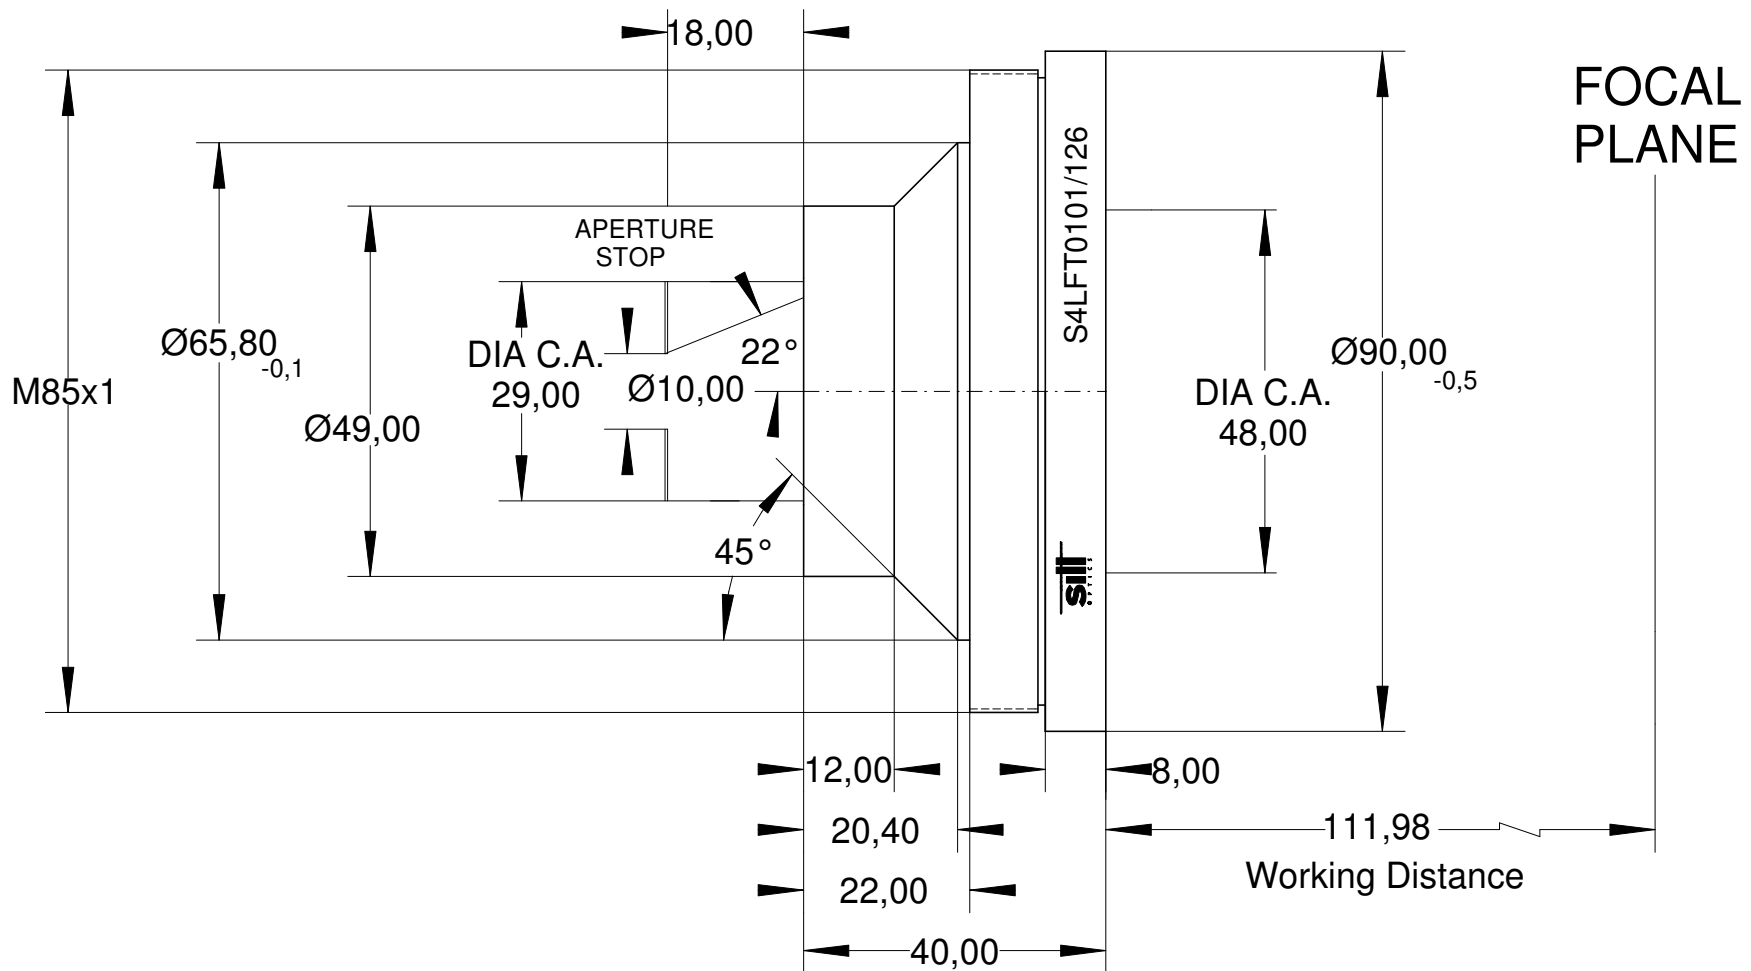 18,00
FOCAL
PLANE
S4LFT0101/126
APERTURE
STOP
Ø65,80
-0,1
22°
DIA C.A.
29,00
Ø10,00
Ø90,00
-0,5
M85x1
DIA C.A.
48,00
Ø49,00
45°
sill
OPTICS
12,00
8,00
20,40
111,98
Working Distance
22,00
40,00